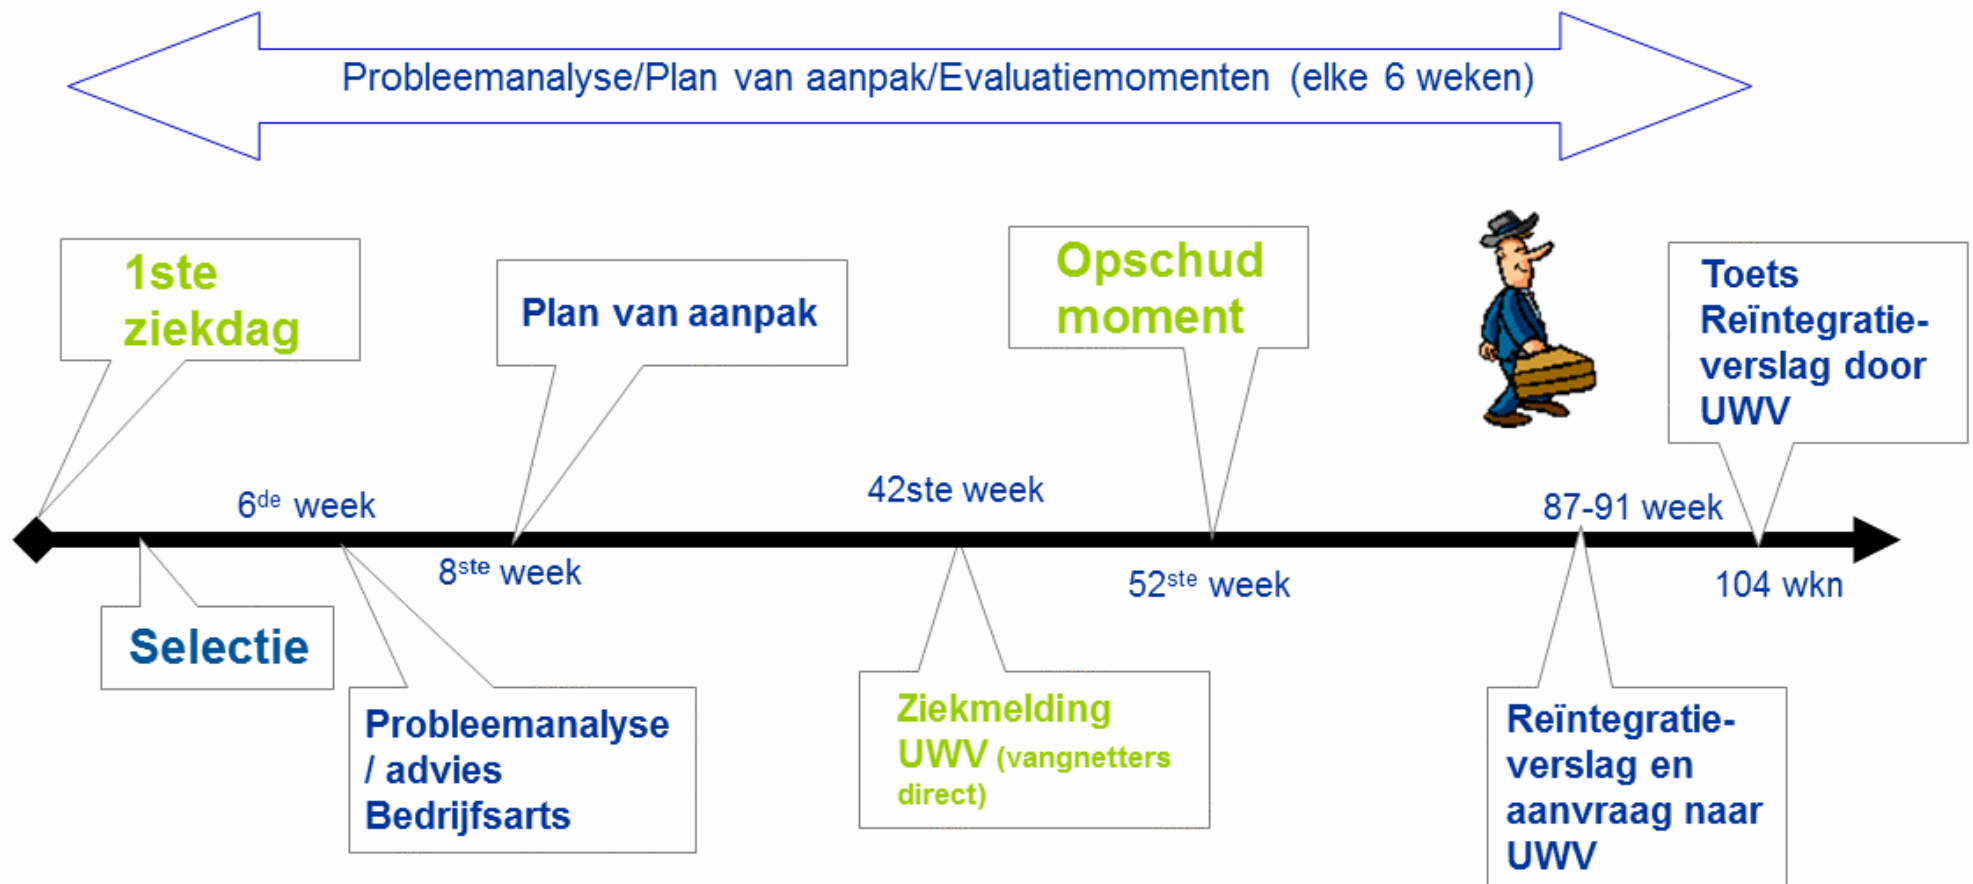 Probleemanalyse/Plan van aanpak/Evaluatiemomenten (elke 6 weken)
1ste
ziekdag
Plan van aanpak
Opschud
moment
Toets
Reïntegratie-
verslag door
UWV
6de week
42ste week
87-91 week
8ste week
52ste week
104 wkn
Selectie
Probleemanalyse
/ advies
Bedrijfsarts
Ziekmelding
UWV (vangnetters
direct)
Reïntegratie-
verslag en
aanvraag naar
UWV